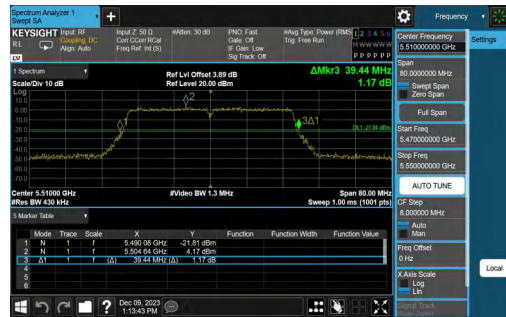 Spectrum Analyzer 1
Swept SA
Frequency
KEYSIGHT
Input: RF
Coupling: DC
Align: Auto
Input Z: 50 Ω
Corr CCorr RCal
Freq Ref: Int (S)
#Atten: 30 dB
PNO: Fast
Gate: Off
IF Gain: Low
Sig Track: Off
#Avg Type: Power (RMS
Trig: Free Run
1 2 3 4 5 6
M W W W W W
P P P P P P
RL
Center Frequency
5.510000000 GHz
Settings
Span
80.0000000 MHz
Swept Span
Zero Span
Full Span
Start Freq
5.470000000 GHz
Stop Freq
5.550000000 GHz
AUTO TUNE
CF Step
8.000000 MHz
Auto
Man
Freq Offset
0 Hz
X Axis Scale
Log
Lin
Signal Track
Local
1 Spectrum
Scale/Div 10 dB
Ref Lvl Offset 3.89 dB
Ref Level 20.00 dBm
ΔMkr3 39.44 MHz
1.17 dB
Log
10.0
0.00
-10.0
-20.0
-30.0
-40.0
-50.0
-60.0
-70.0
1
2
3Δ1
DL1 -21.84 dBm
Center 5.51000 GHz
#Video BW 1.3 MHz
Span 80.00 MHz
#Res BW 430 kHz
Sweep 1.00 ms (1001 pts)
5 Marker Table
Mode Trace Scale X Y Function Function Width Function Value
1 N 1 f 5.490 08 GHz -21.81 dBm
2 N 1 f 5.504 64 GHz 4.17 dBm
3 Δ1 1 f (Δ) 39.44 MHz (Δ) 1.17 dB
4
5
6
Dec 09, 2023
1:13:43 PM